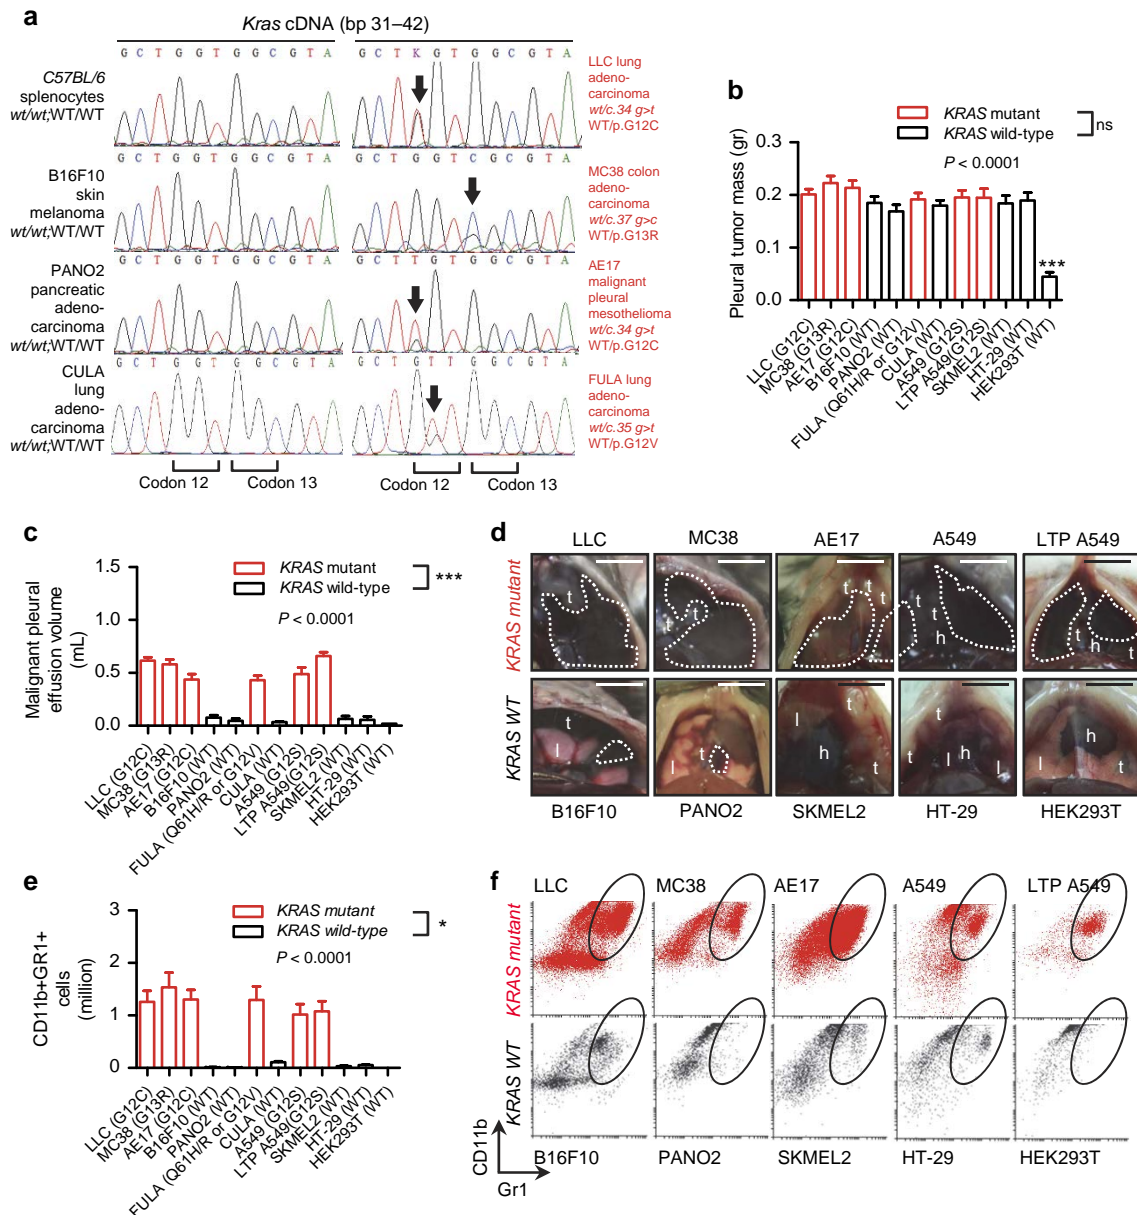 a
Kras cDNA (bp 31–42)
G C T G G T G G C G T A
G C T K G T G G C G T A
C57BL/6
splenocytes
wt/wt;WT/WT
LLC lung
adeno-
carcinoma
wt/c.34 g>t
WT/p.G12C
G C T G G T G G C G T A
G C T G G T C G C G T A
B16F10
skin
melanoma
wt/wt;WT/WT
MC38 colon
adeno-
carcinoma
wt/c.37 g>c
WT/p.G13R
G C T G G T G G C G T A
G C T T G T G G C G T A
PANO2
pancreatic
adeno-
carcinoma
wt/wt;WT/WT
AE17
malignant
pleural
mesothelioma
wt/c.34 g>t
WT/p.G12C
G C T G G T G G C G T A
G C T G T T G G C G T A
CULA
lung
adeno-
carcinoma
wt/wt;WT/WT
FULA lung
adeno-
carcinoma
wt/c.35 g>t
WT/p.G12V
Codon 12
Codon 13
Codon 12
Codon 13
b
KRAS mutant
KRAS wild-type
ns
P < 0.0001
Pleural tumor mass (gr)
0.3
0.2
0.1
0.0
***
LLC (G12C)
MC38 (G13R)
AE17 (G12C)
B16F10 (WT)
PANO2 (WT)
FULA (Q61H/R or G12V)
CULA (WT)
A549 (G12S)
LTP A549(G12S)
SKMEL2 (WT)
HT-29 (WT)
HEK293T (WT)
c
KRAS mutant
KRAS wild-type
***
P < 0.0001
Malignant pleural
effusion volume
(mL)
1.5
1.0
0.5
0.0
LLC (G12C)
MC38 (G13R)
AE17 (G12C)
B16F10 (WT)
PANO2 (WT)
FULA (Q61H/R or G12V)
CULA (WT)
A549 (G12S)
LTP A549(G12S)
SKMEL2 (WT)
HT-29 (WT)
HEK293T (WT)
d
LLC
MC38
AE17
A549
LTP A549
KRAS mutant
t t
t t
t t t
t h
t h t
KRAS WT
t l
t l
l h t
t t h l
l h t
B16F10
PANO2
SKMEL2
HT-29
HEK293T
e
KRAS mutant
KRAS wild-type
*
P < 0.0001
CD11b+GR1+
cells
(million)
3
2
1
0
LLC (G12C)
MC38 (G13R)
AE17 (G12C)
B16F10 (WT)
PANO2 (WT)
FULA (Q61H/R or G12V)
CULA (WT)
A549 (G12S)
LTP A549(G12S)
SKMEL2 (WT)
HT-29 (WT)
HEK293T (WT)
f
LLC
MC38
AE17
A549
LTP A549
KRAS mutant
KRAS WT
CD11b
Gr1
B16F10
PANO2
SKMEL2
HT-29
HEK293T